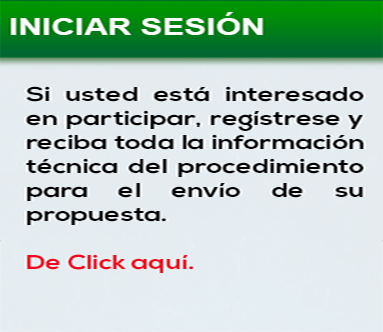 INICIAR SESIÓN
Si usted está interesado
en participar, regístrese y
reciba toda la información
técnica del procedimiento
para el envío de su
propuesta.
De Click aquí.